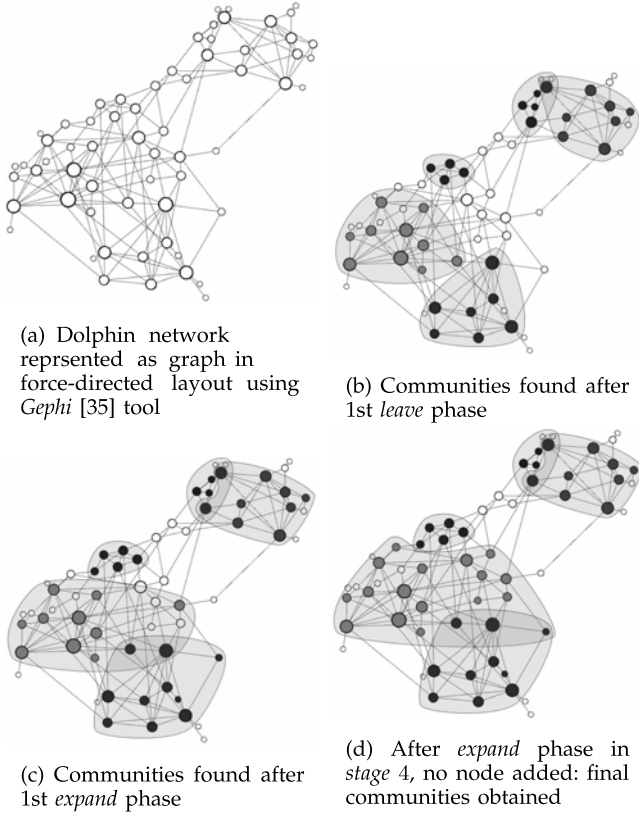 (a) Dolphin network
reprsented as graph in
force-directed layout using
Gephi [35] tool
(b) Communities found after
1st leave phase
(c) Communities found after
1st expand phase
(d) After expand phase in
stage 4, no node added: final
communities obtained